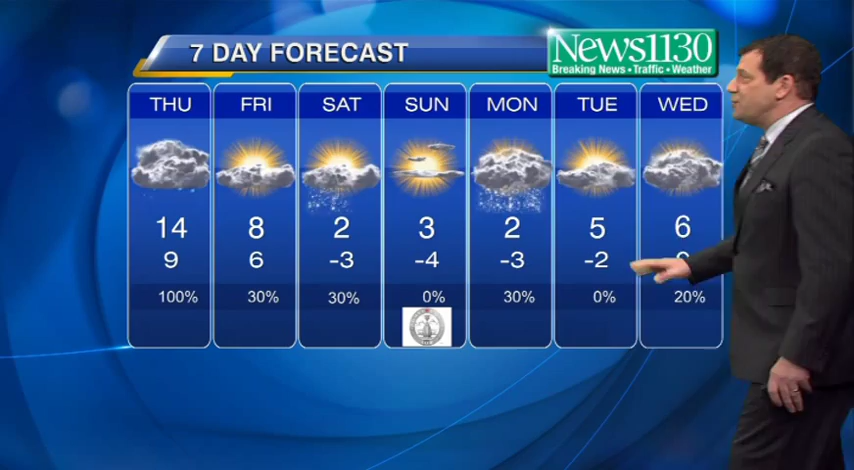 7 DAY FORECAST
News1130
Breaking News • Traffic • Weather
THU FRI SAT SUN MON TUE WED
14 8 2 3 2 5 6
9 6 -3 -4 -3 -2
100% 30% 30% 0% 30% 0% 20%